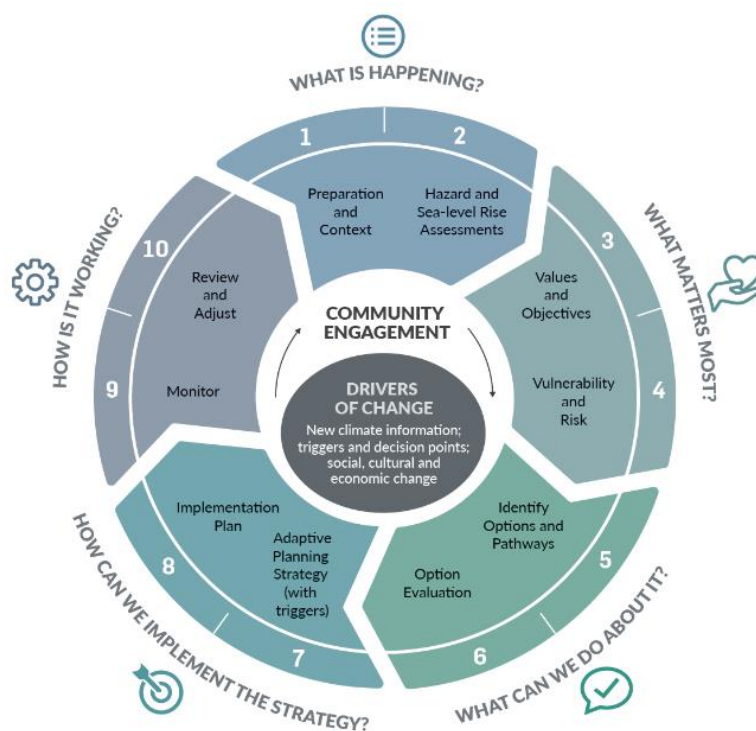 WHAT IS HAPPENING?
1
Preparation
and
Context
2
Hazard and
Sea-level Rise
Assessments
WHAT MATTERS MOST?
3
Values
and
Objectives
4
Vulnerability
and
Risk
WHAT CAN WE DO ABOUT IT?
5
Identify
Options and
Pathways
6
Option
Evaluation
HOW CAN WE IMPLEMENT THE STRATEGY?
7
Adaptive
Planning
Strategy
(with
triggers)
8
Implementation
Plan
HOW IS IT WORKING?
9
Monitor
10
Review
and
Adjust
COMMUNITY
ENGAGEMENT
DRIVERS
OF CHANGE
New climate information;
triggers and decision points;
social, cultural and
economic change